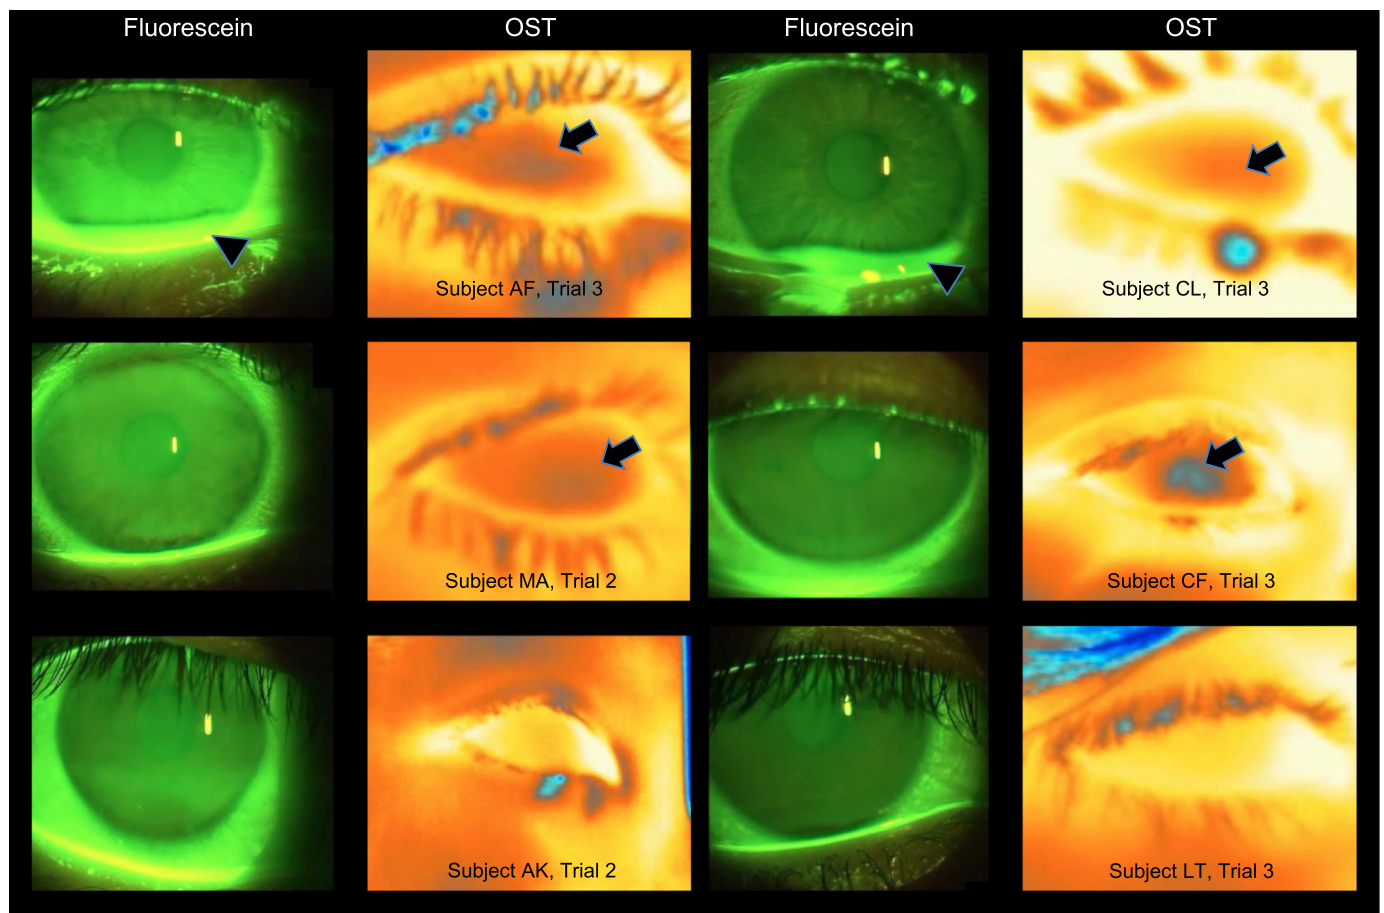 Fluorescein OST Fluorescein OST
Subject AF, Trial 3 Subject CL, Trial 3
Subject MA, Trial 2 Subject CF, Trial 3
Subject AK, Trial 2 Subject LT, Trial 3